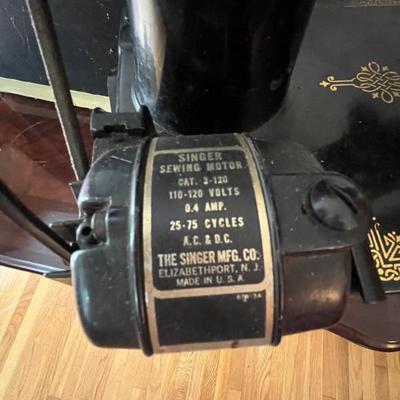 SINGER
SEWING MOTOR
CAT. 3-120
110-120 VOLTS
0.4 AMP.
25-75 CYCLES
A.C. & D.C.
THE SINGER MFG. CO.
ELIZABETHPORT, N. J.
MADE IN U. S. A.